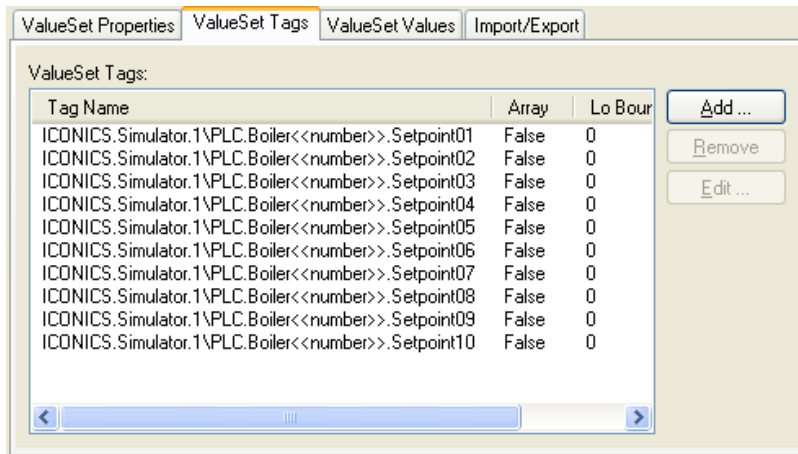 ValueSet Properties ValueSet Tags ValueSet Values Import/Export
ValueSet Tags:
Tag Name Array Lo Bour Add ...
ICONICS.Simulator.1\PLC.Boiler<<number>>.Setpoint01 False 0
Remove
ICONICS.Simulator.1\PLC.Boiler<<number>>.Setpoint02 False 0
ICONICS.Simulator.1\PLC.Boiler<<number>>.Setpoint03 False 0
Edit ...
ICONICS.Simulator.1\PLC.Boiler<<number>>.Setpoint04 False 0
ICONICS.Simulator.1\PLC.Boiler<<number>>.Setpoint05 False 0
ICONICS.Simulator.1\PLC.Boiler<<number>>.Setpoint06 False 0
ICONICS.Simulator.1\PLC.Boiler<<number>>.Setpoint07 False 0
ICONICS.Simulator.1\PLC.Boiler<<number>>.Setpoint08 False 0
ICONICS.Simulator.1\PLC.Boiler<<number>>.Setpoint09 False 0
ICONICS.Simulator.1\PLC.Boiler<<number>>.Setpoint10 False 0